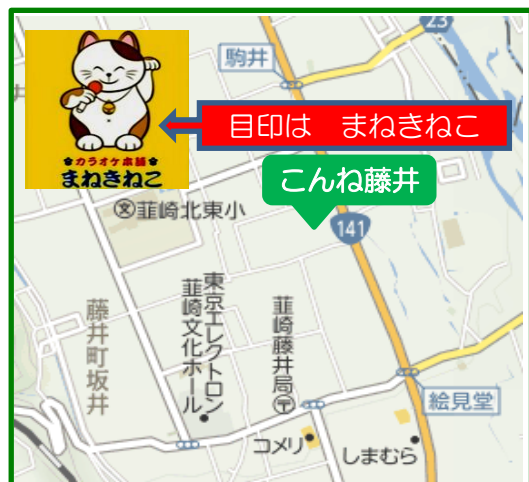 23
駒井
目印は　まねきねこ
カラオケ本舗
まねきねこ
こんね藤井
文韮崎北東小
141
藤井町坂井
東京エレクトロン
韮崎文化ホール
韮崎藤井局〒
絵見堂
コメリ
しまむら